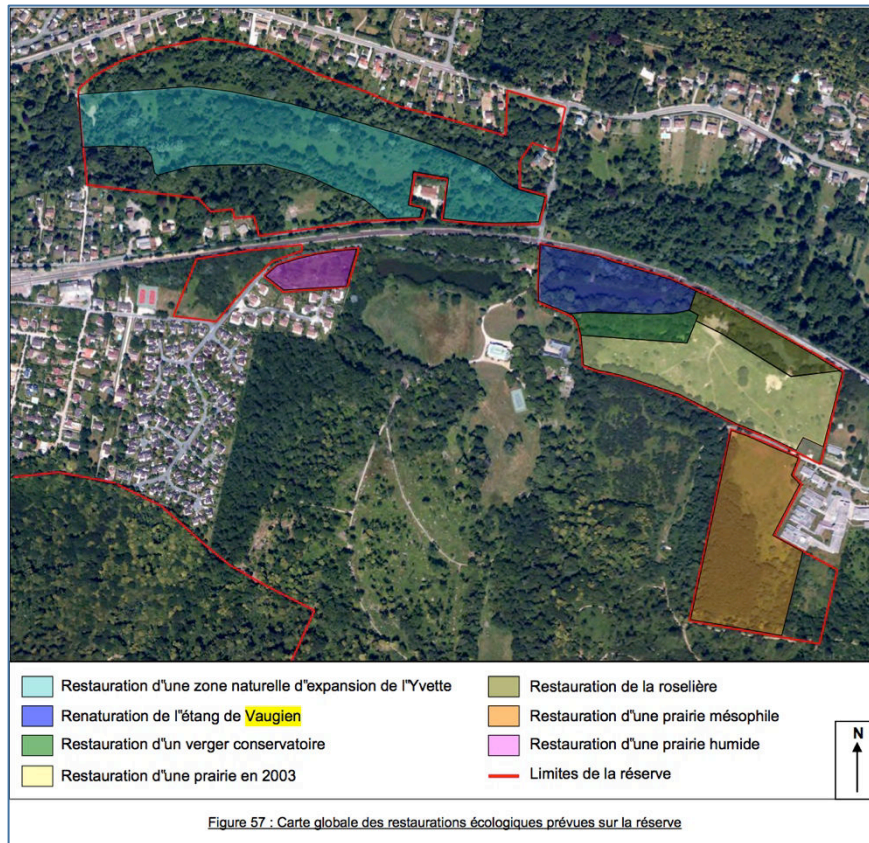 Restauration d"une zone naturelle d"expansion de l"Yvette
Renaturation de l"étang de Vaugien
Restauration d"un verger conservatoire
Restauration d"une prairie en 2003
Restauration de la roselière
Restauration d"une prairie mésophile
Restauration d"une prairie humide
Limites de la réserve
N
Figure 57 : Carte globale des restaurations écologiques prévues sur la réserve